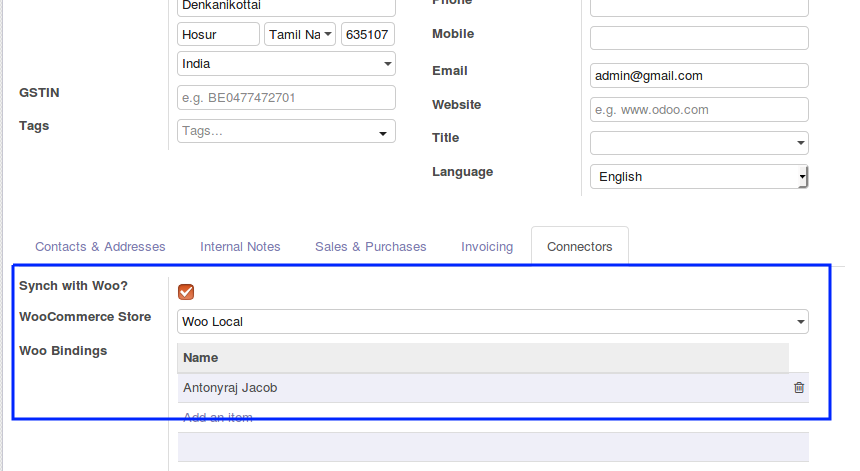 Denkanikottai
Hosur Tamil Na 635107
India
GSTIN e.g. BE0477472701
Tags Tags...
Phone
Mobile
Email admin@gmail.com
Website e.g. www.odoo.com
Title
Language English
Contacts & Addresses Internal Notes Sales & Purchases Invoicing Connectors
Synch with Woo?
WooCommerce Store Woo Local
Woo Bindings Name
Antonyraj Jacob
Add an item